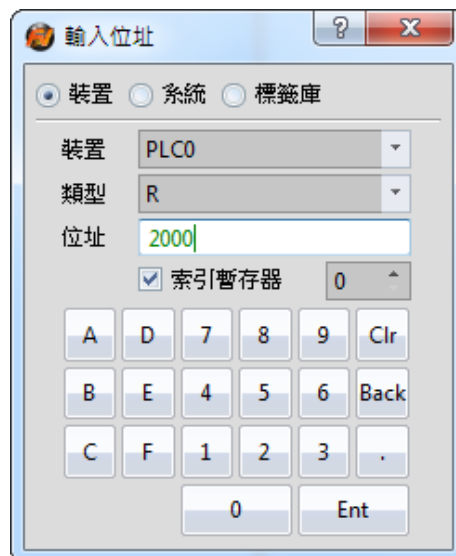 輸入位址
?
裝置 系統 標籤庫
裝置 PLC0
類型 R
位址 2000
索引暫存器 0
A D 7 8 9 Clr
B E 4 5 6 Back
C F 1 2 3 .
0 Ent